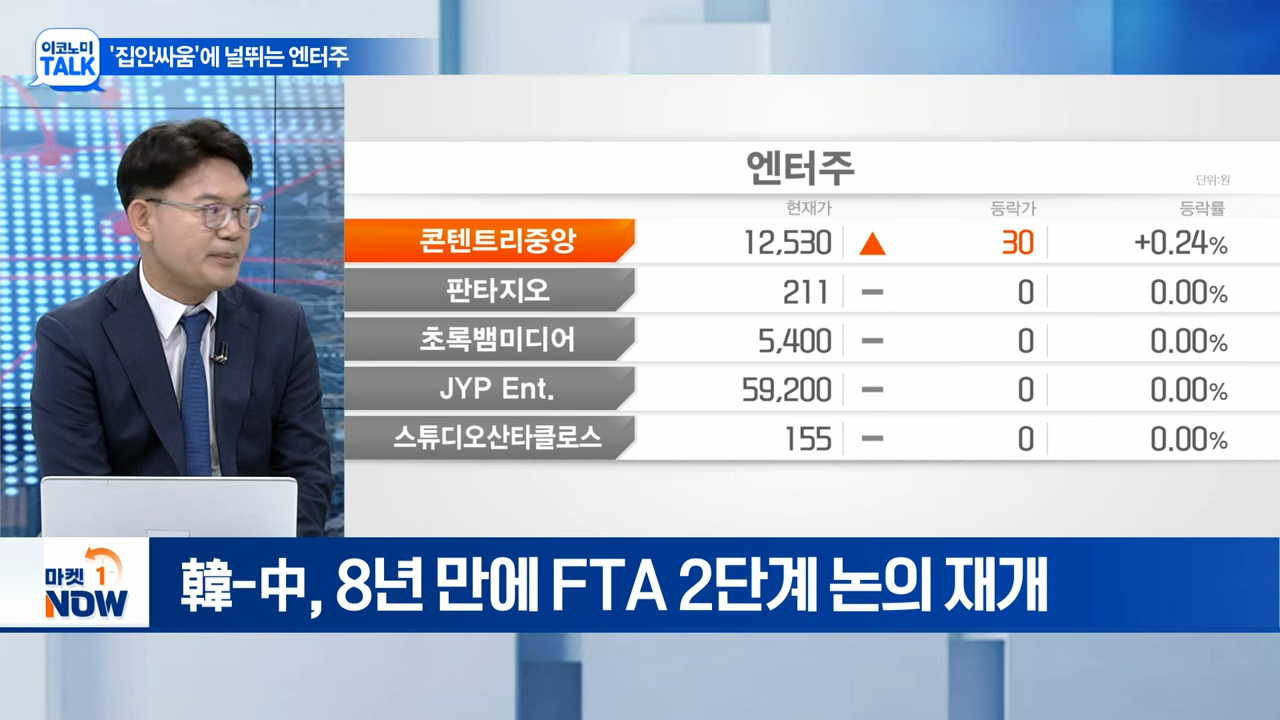 이코노미
TALK
'집안싸움'에 널뛰는 엔터주
엔터주
단위:원
현재가 등락가 등락률
콘텐트리중앙 12,530 ▲ 30 +0.24%
판타지오 211 - 0 0.00%
초록뱀미디어 5,400 - 0 0.00%
JYP Ent. 59,200 - 0 0.00%
스튜디오산타클로스 155 - 0 0.00%
마켓 1
NOW
韓-中, 8년 만에 FTA 2단계 논의 재개